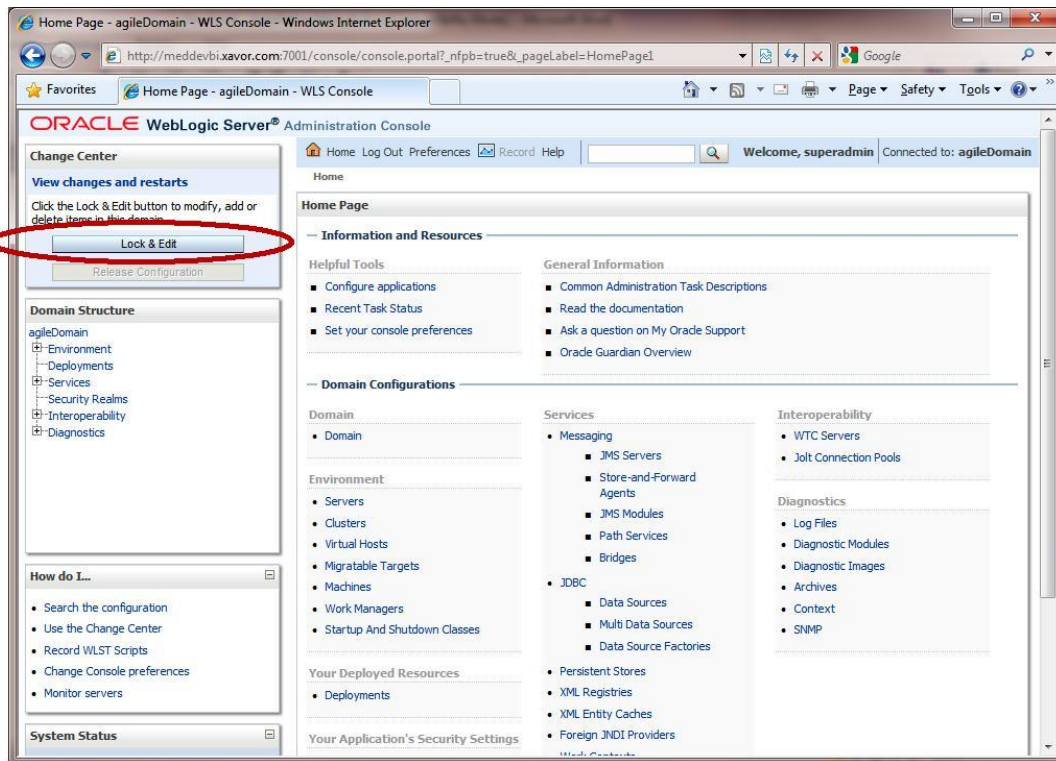 Home Page - agileDomain - WLS Console - Windows Internet Explorer
http://meddevbi.xavor.com:7001/console/console.portal?_nfpb=true&_pageLabel=HomePage1
Google
Favorites
Home Page - agileDomain - WLS Console
Page
Safety
Tools
ORACLE WebLogic Server® Administration Console
Change Center
View changes and restarts
Click the Lock & Edit button to modify, add or
delete items in this domain.
Lock & Edit
Release Configuration
Domain Structure
agileDomain
Environment
Deployments
Services
Security Realms
Interoperability
Diagnostics
How do I...
Search the configuration
Use the Change Center
Record WLST Scripts
Change Console preferences
Monitor servers
System Status
Home Log Out Preferences Record Help
Welcome, superadmin
Connected to: agileDomain
Home
Home Page
Information and Resources
Helpful Tools
Configure applications
Recent Task Status
Set your console preferences
General Information
Common Administration Task Descriptions
Read the documentation
Ask a question on My Oracle Support
Oracle Guardian Overview
Domain Configurations
Domain
Domain
Environment
Servers
Clusters
Virtual Hosts
Migratable Targets
Machines
Work Managers
Startup And Shutdown Classes
Your Deployed Resources
Deployments
Your Application's Security Settings
Services
Messaging
JMS Servers
Store-and-Forward
Agents
JMS Modules
Path Services
Bridges
JDBC
Data Sources
Multi Data Sources
Data Source Factories
Persistent Stores
XML Registries
XML Entity Caches
Foreign JNDI Providers
Interoperability
WTC Servers
Jolt Connection Pools
Diagnostics
Log Files
Diagnostic Modules
Diagnostic Images
Archives
Context
SNMP